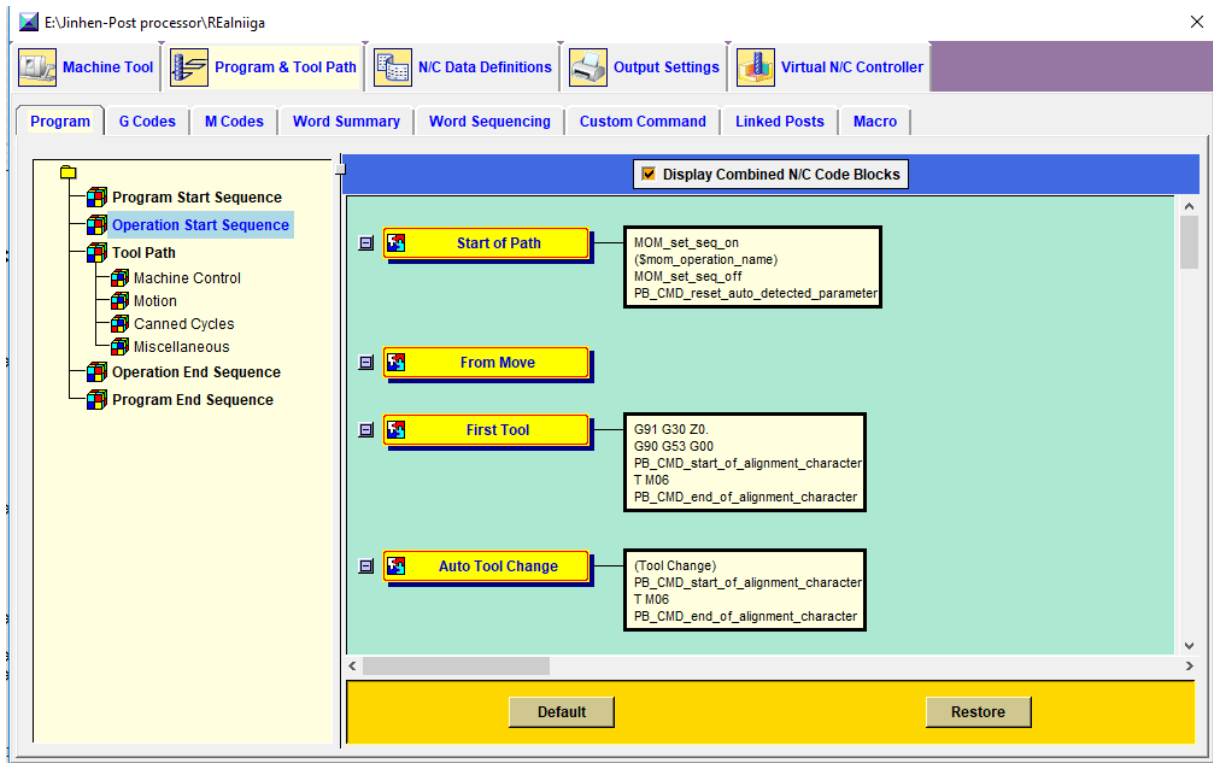 E:\Jinhen-Post processor\REalniiga
Machine Tool
Program & Tool Path
N/C Data Definitions
Output Settings
Virtual N/C Controller
Program
G Codes
M Codes
Word Summary
Word Sequencing
Custom Command
Linked Posts
Macro
Program Start Sequence
Operation Start Sequence
Tool Path
Machine Control
Motion
Canned Cycles
Miscellaneous
Operation End Sequence
Program End Sequence
Display Combined N/C Code Blocks
Start of Path
MOM_set_seq_on
($mom_operation_name)
MOM_set_seq_off
PB_CMD_reset_auto_detected_parameter
From Move
First Tool
G91 G30 Z0.
G90 G53 G00
PB_CMD_start_of_alignment_character
T M06
PB_CMD_end_of_alignment_character
Auto Tool Change
(Tool Change)
PB_CMD_start_of_alignment_character
T M06
PB_CMD_end_of_alignment_character
Default
Restore